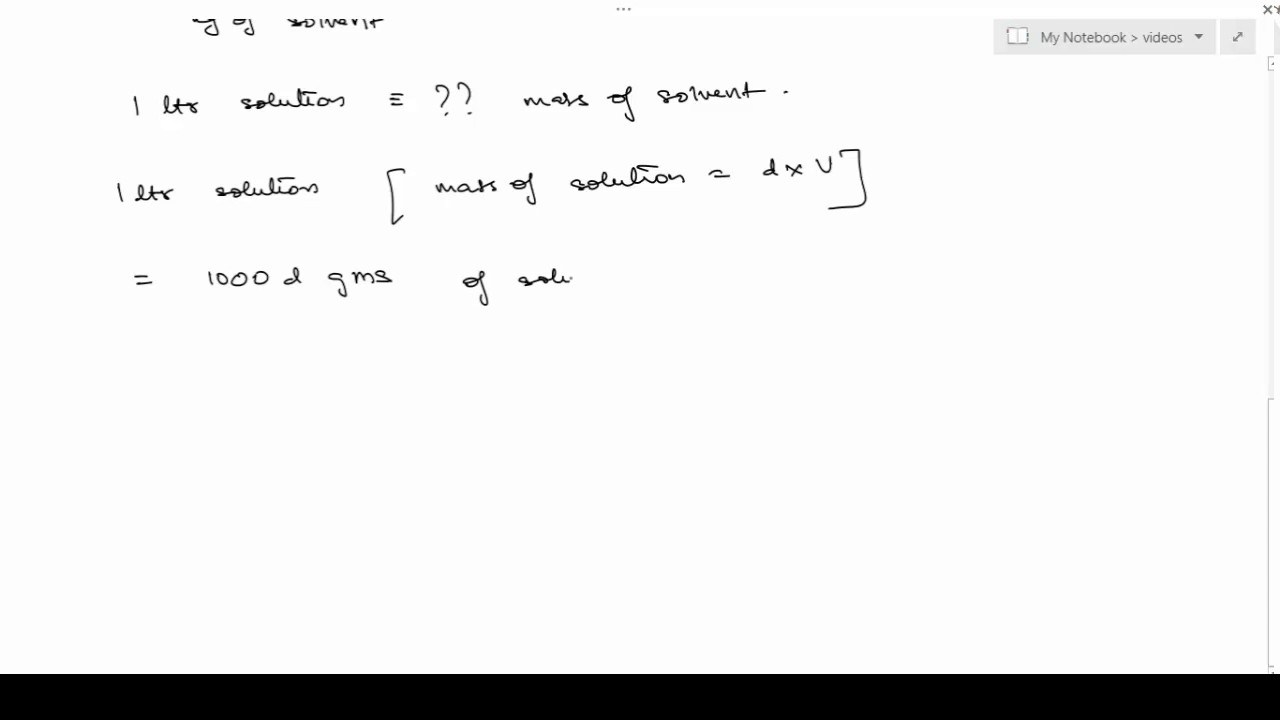 ...
My Notebook > videos
of solvent
1 ltr solution ≡ ?? mass of solvent.
1 ltr solution [ mass of solution = d x V ]
= 1000 d gms of solu